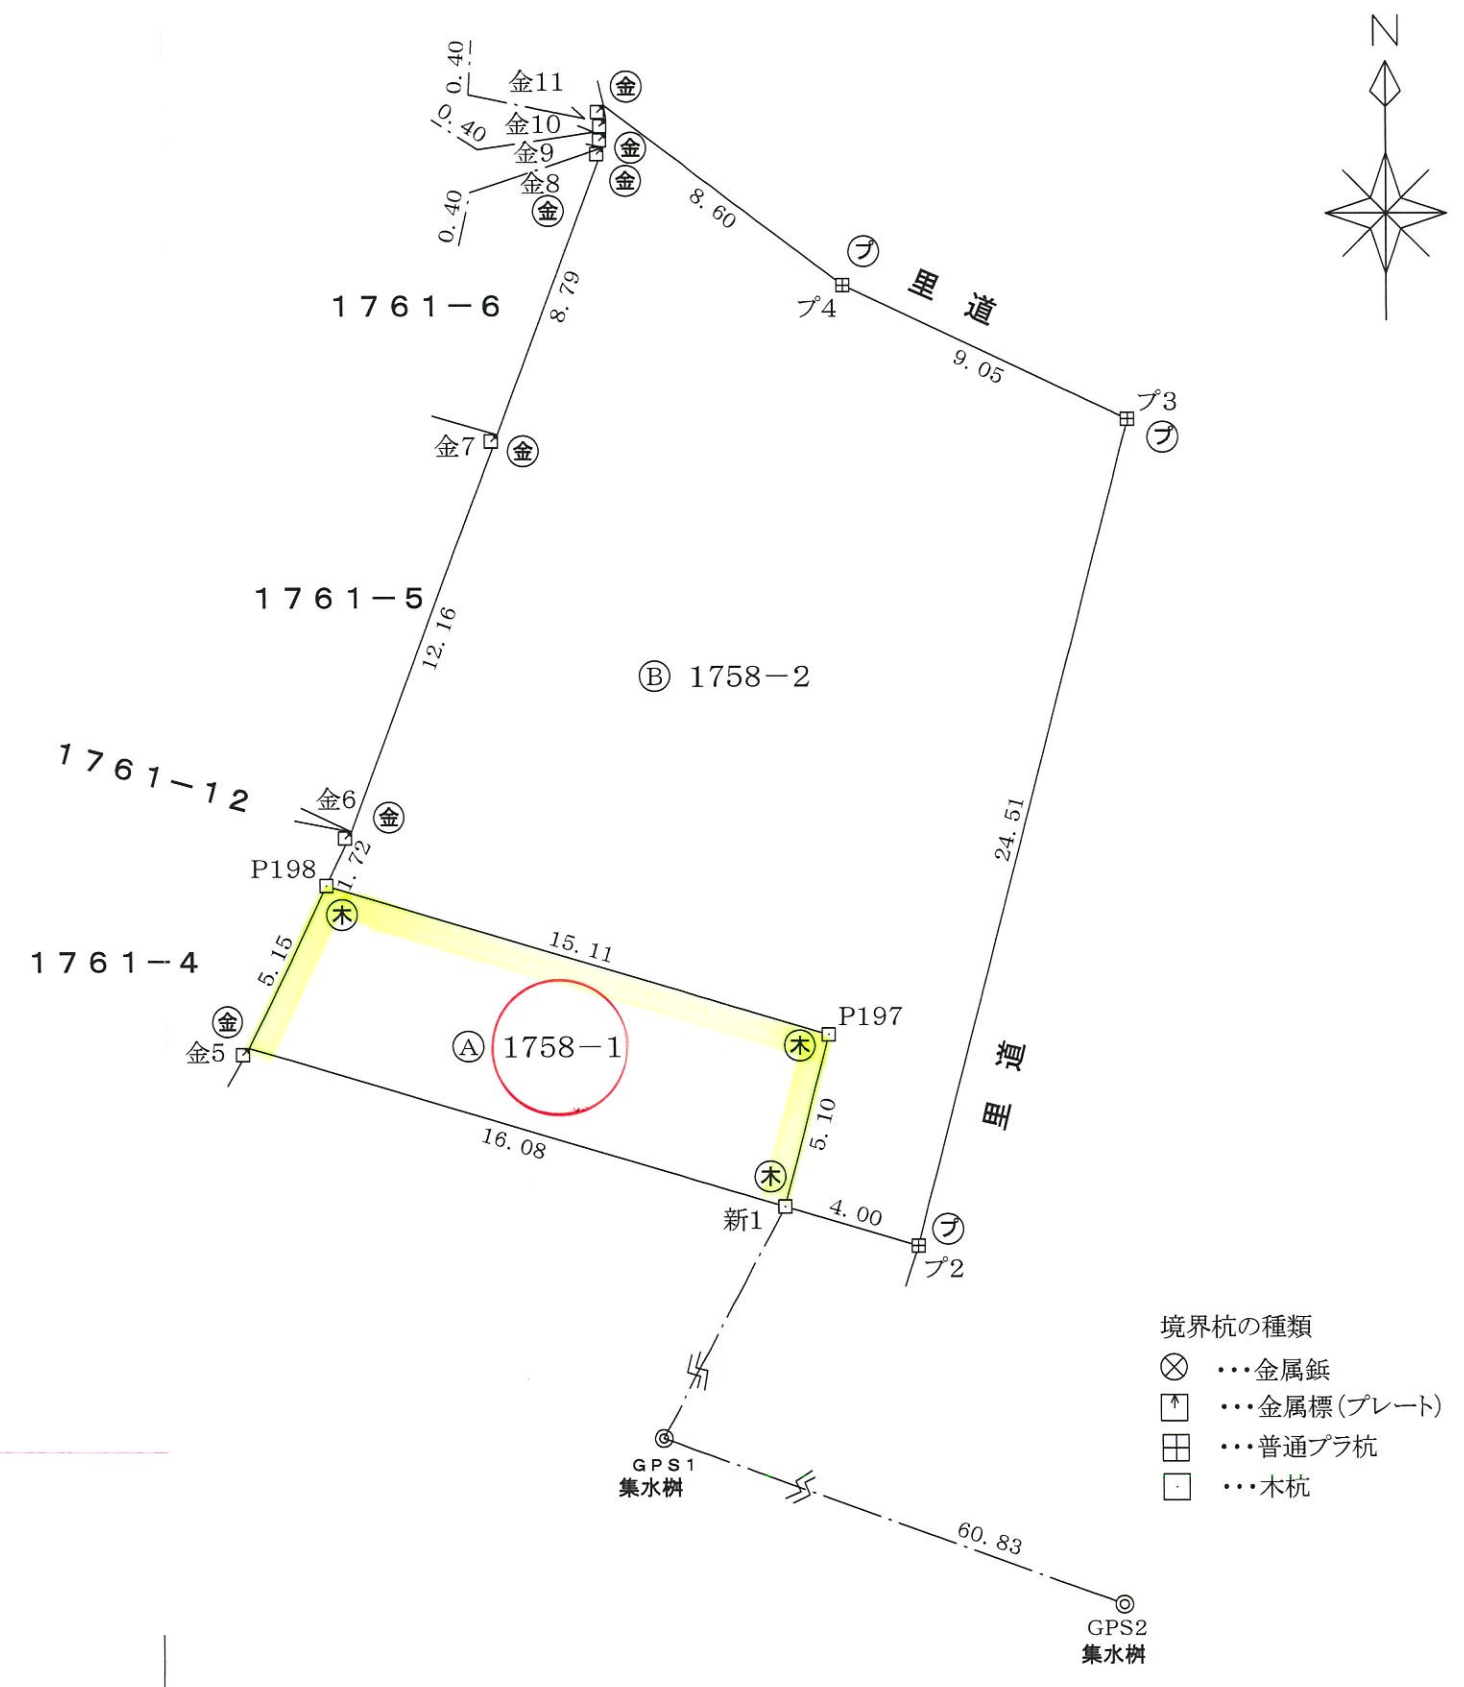 N
0.40
金11
金
0.40
金10
金
金9
金
金8
金
0.40
8.60
プ
里道
プ4
1761-6
8.79
9.05
プ3
プ
金7
金
1761-5
12.16
Ⓑ 1758-2
1761-12
金6
金
1.72
24.51
P198
木
15.11
1761-4
5.15
P197
金
木
金5
Ⓐ 1758-1
里道
5.10
16.08
木
新1
4.00
プ
プ2
境界杭の種類
・・・金属鋲
・・・金属標(プレート)
・・・普通プラ杭
・・・木杭
GPS1
集水桝
60.83
GPS2
集水桝